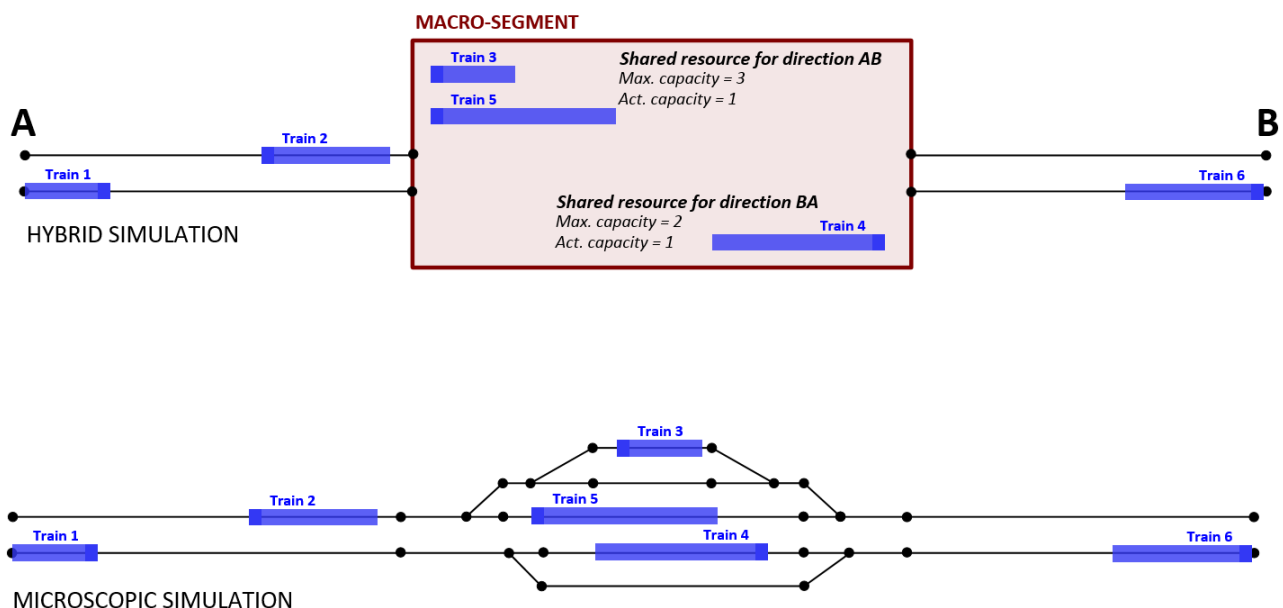 MACRO-SEGMENT
Train 3
Shared resource for direction AB
Max. capacity = 3
Act. capacity = 1
Train 5
A
B
Train 2
Train 1
Train 6
Shared resource for direction BA
Max. capacity = 2
Act. capacity = 1
Train 4
HYBRID SIMULATION
Train 3
Train 2
Train 5
Train 1
Train 4
Train 6
MICROSCOPIC SIMULATION